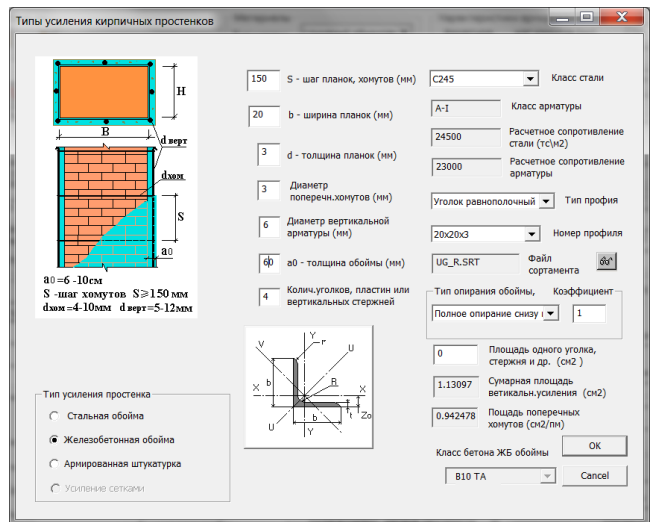 Типы усиления кирпичных простенков
H
B
d верт
dхом
S
a0
a0 =6 -10см
S -шаг хомутов S≥150 мм
dхом=4-10мм d верт=5-12мм
Тип усиления простенка
Стальная обойма
Железобетонная обойма
Армированная штукатурка
Усиление сетками
150 S - шаг планок, хомутов (мм)
20 b - ширина планок (мм)
3 d - толщина планок (мм)
3 Диаметр
поперечн.хомутов (мм)
6 Диаметр вертикальной
арматуры (мм)
60 a0 - толщина обоймы (мм)
4 Колич.уголков, пластин или
вертикальных стержней
Y
V
r
U
b
R
X
X
t
Zo
U
b
Y
C245 Класс стали
A-I Класс арматуры
24500 Расчетное сопротивление
стали (тс\м2)
23000 Расчетное сопротивление
арматуры
Уголок равнополочный Тип профия
20x20x3 Номер профиля
UG_R.SRT Файл
сортамента
Тип опирания обоймы, Коэффициент
Полное опирание снизу 1
0 Площадь одного уголка,
стержня и др. (см2 )
1.13097 Сумарная площадь
ветикальн.усиления (см2)
0.942478 Пощадь поперечных
хомутов (см2/пм)
Класс бетона ЖБ обоймы
OK
B10 TA
Cancel